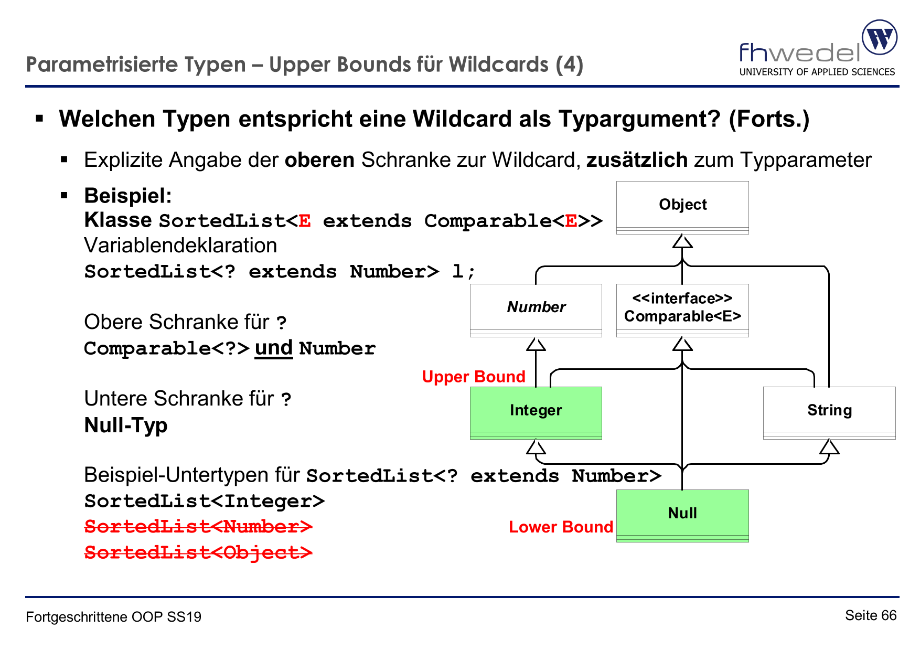 fhwedel
W
UNIVERSITY OF APPLIED SCIENCES
Parametrisierte Typen – Upper Bounds für Wildcards (4)
▪ Welchen Typen entspricht eine Wildcard als Typargument? (Forts.)
▪ Explizite Angabe der oberen Schranke zur Wildcard, zusätzlich zum Typparameter
▪ Beispiel:
Klasse SortedList<E extends Comparable<E>>
Variablendeklaration
SortedList<? extends Number> l;
Obere Schranke für ?
Comparable<?> und Number
Untere Schranke für ?
Null-Typ
Beispiel-Untertypen für SortedList<? extends Number>
SortedList<Integer>
SortedList<Number>
SortedList<Object>
Object
Number
<<interface>>
Comparable<E>
Upper Bound
Integer
String
Lower Bound
Null
Fortgeschrittene OOP SS19
Seite 66